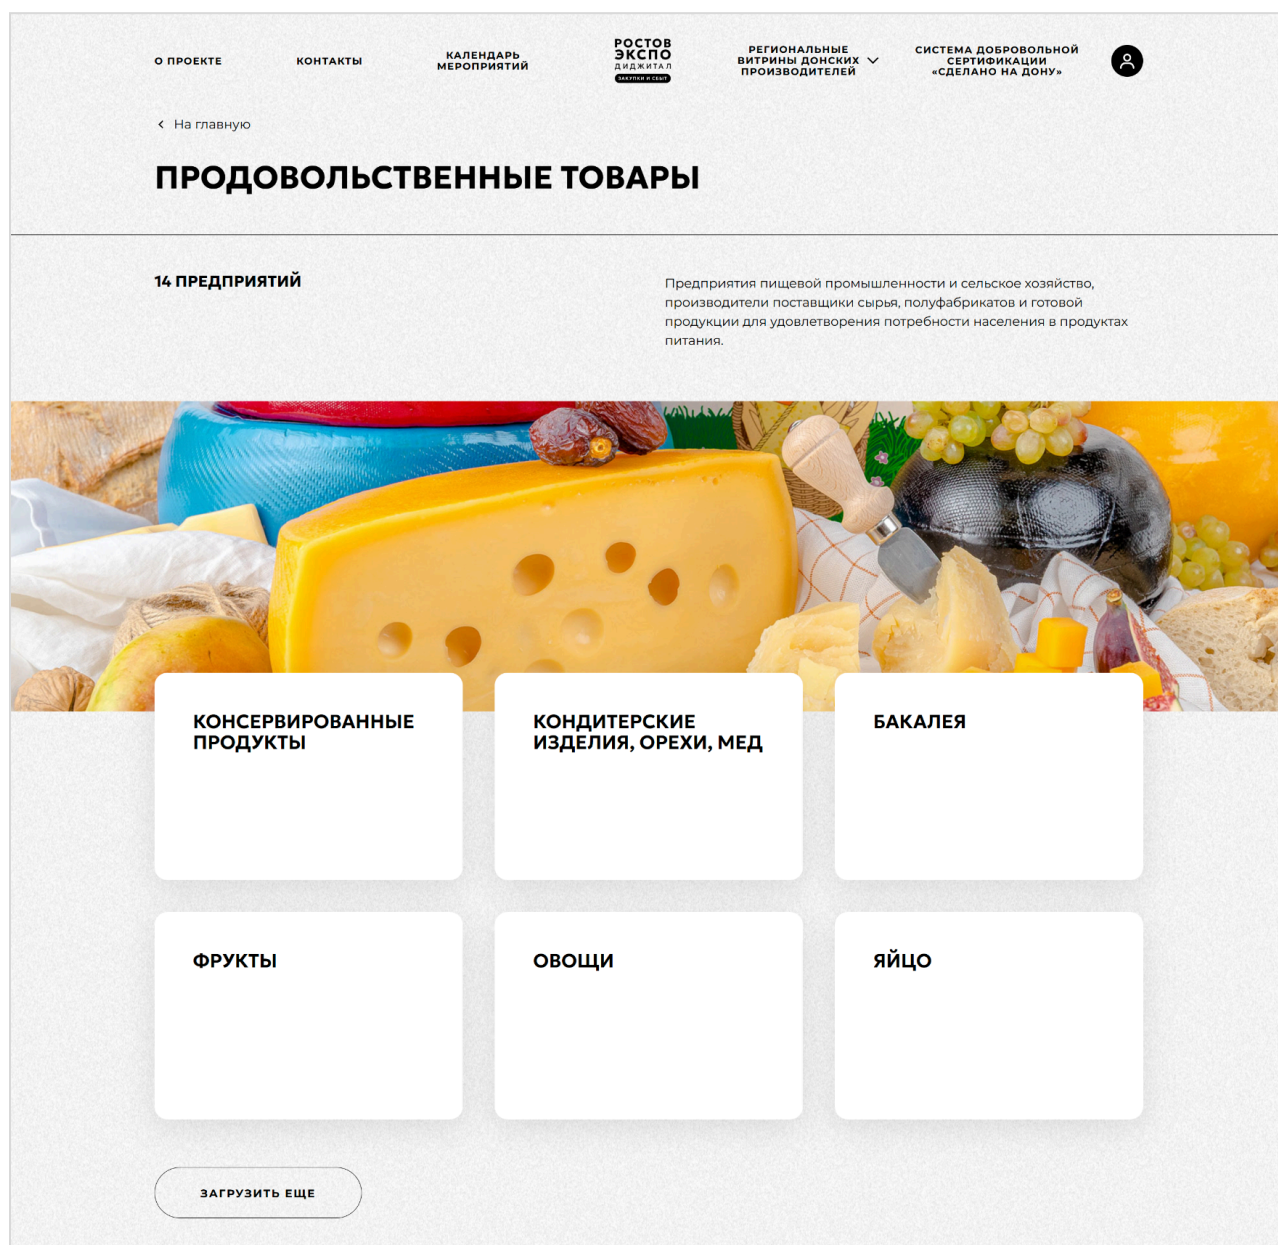 О ПРОЕКТЕ
КОНТАКТЫ
КАЛЕНДАРЬ
МЕРОПРИЯТИЙ
РОСТОВ
ЭКСПО
ДИДЖИТАЛ
ЗАКУПКИ И СБЫТ
РЕГИОНАЛЬНЫЕ
ВИТРИНЫ ДОНСКИХ
ПРОИЗВОДИТЕЛЕЙ
СИСТЕМА ДОБРОВОЛЬНОЙ
СЕРТИФИКАЦИИ
«СДЕЛАНО НА ДОНУ»
На главную
ПРОДОВОЛЬСТВЕННЫЕ ТОВАРЫ
14 ПРЕДПРИЯТИЙ
Предприятия пищевой промышленности и сельское хозяйство,
производители поставщики сырья, полуфабрикатов и готовой
продукции для удовлетворения потребности населения в продуктах
питания.
КОНСЕРВИРОВАННЫЕ
ПРОДУКТЫ
КОНДИТЕРСКИЕ
ИЗДЕЛИЯ, ОРЕХИ, МЕД
БАКАЛЕЯ
ФРУКТЫ
ОВОЩИ
ЯЙЦО
ЗАГРУЗИТЬ ЕЩЕ